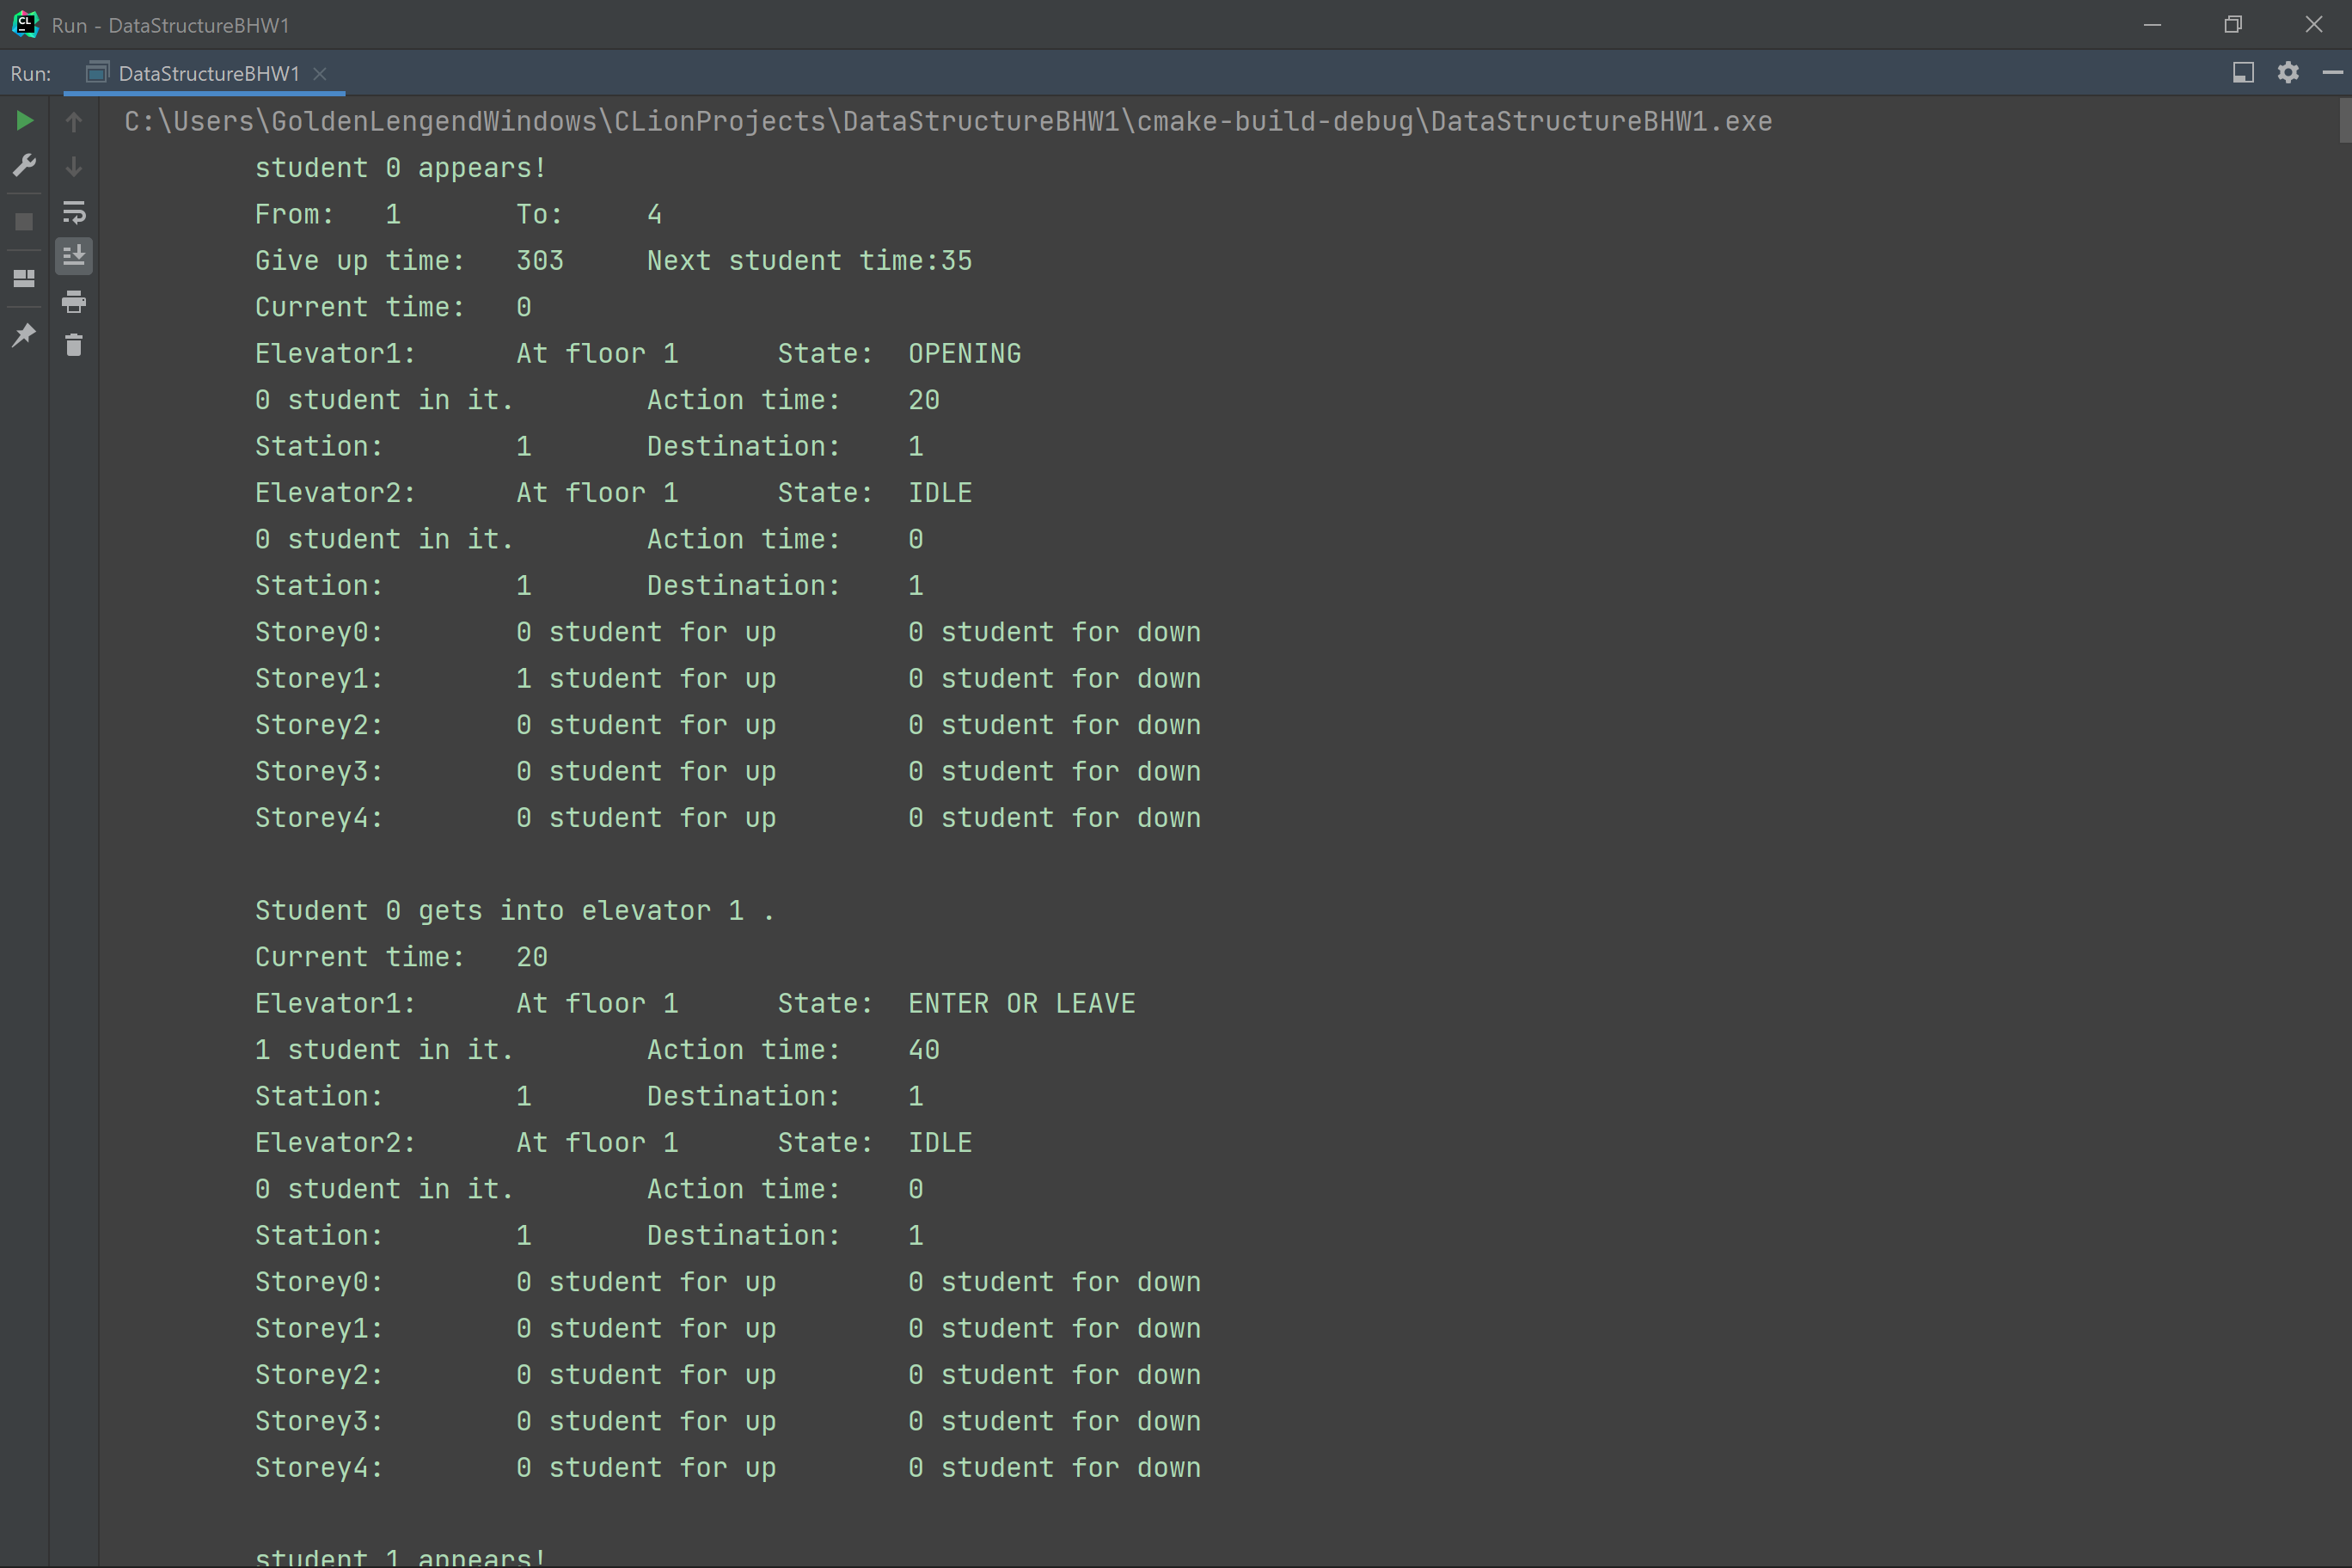 CL
Run - DataStructureBHW1
Run: DataStructureBHW1
C:\Users\GoldenLengendWindows\CLionProjects\DataStructureBHW1\cmake-build-debug\DataStructureBHW1.exe
student 0 appears!
From: 1 To: 4
Give up time: 303 Next student time:35
Current time: 0
Elevator1: At floor 1 State: OPENING
0 student in it. Action time: 20
Station: 1 Destination: 1
Elevator2: At floor 1 State: IDLE
0 student in it. Action time: 0
Station: 1 Destination: 1
Storey0: 0 student for up 0 student for down
Storey1: 1 student for up 0 student for down
Storey2: 0 student for up 0 student for down
Storey3: 0 student for up 0 student for down
Storey4: 0 student for up 0 student for down
Student 0 gets into elevator 1 .
Current time: 20
Elevator1: At floor 1 State: ENTER OR LEAVE
1 student in it. Action time: 40
Station: 1 Destination: 1
Elevator2: At floor 1 State: IDLE
0 student in it. Action time: 0
Station: 1 Destination: 1
Storey0: 0 student for up 0 student for down
Storey1: 0 student for up 0 student for down
Storey2: 0 student for up 0 student for down
Storey3: 0 student for up 0 student for down
Storey4: 0 student for up 0 student for down
student 1 appears!